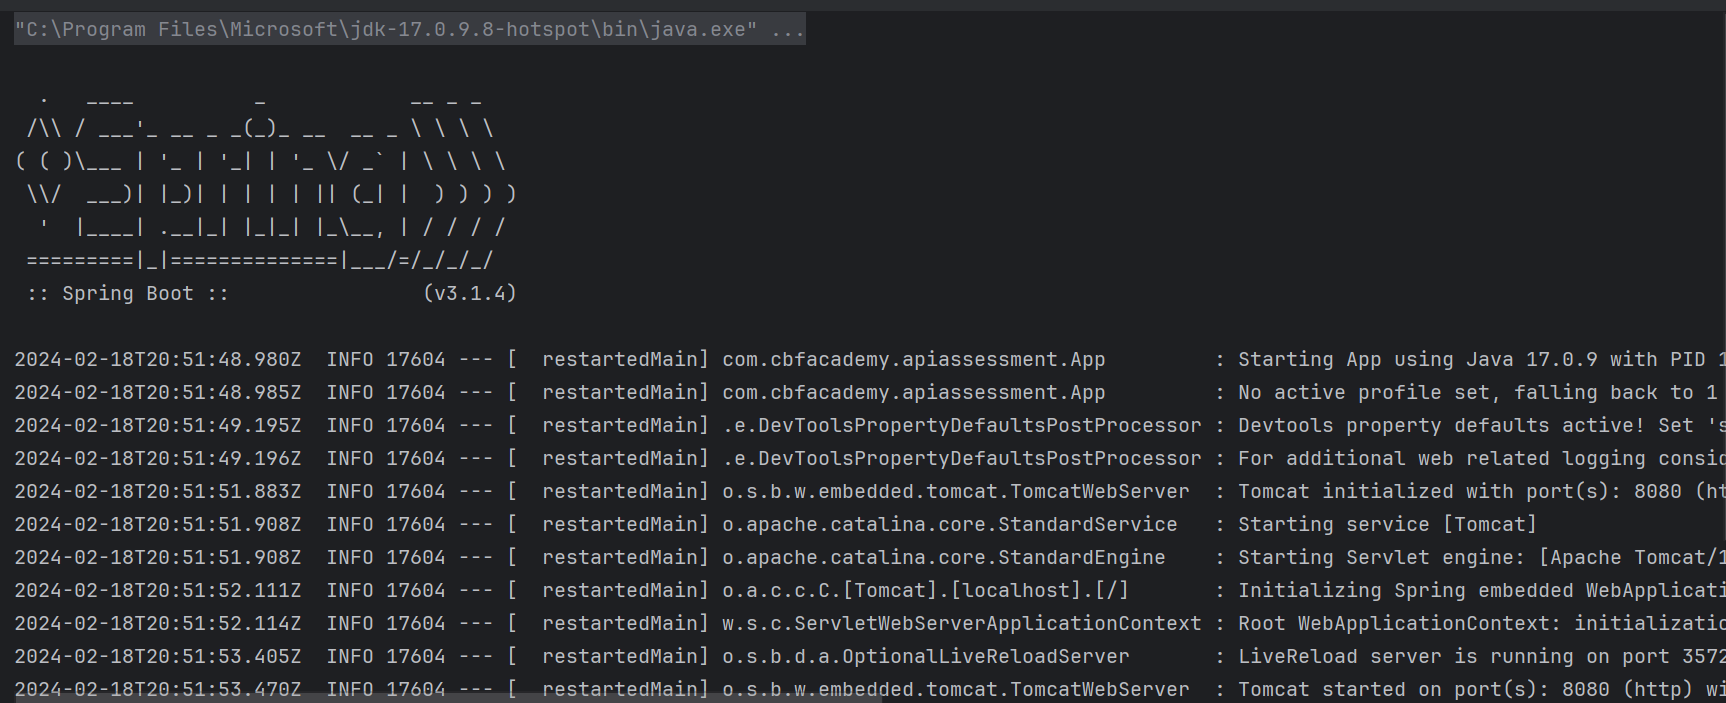 "C:\Program Files\Microsoft\jdk-17.0.9.8-hotspot\bin\java.exe" ...
  .   ____          _            __ _ _
 /\\ / ___'_ __ _ _(_)_ __  __ _ \ \ \ \
( ( )\___ | '_ | '_| | '_ \/ _` | \ \ \ \
 \\/  ___)| |_)| | | | | || (_| |  ) ) ) )
  '  |____| .__|_| |_|_| |_\__, | / / / /
 =========|_|==============|___/=/_/_/_/
 :: Spring Boot ::                (v3.1.4)
2024-02-18T20:51:48.980Z  INFO 17604 --- [  restartedMain] com.cbfacademy.apiassessment.App         : Starting App using Java 17.0.9 with PID 1
2024-02-18T20:51:48.985Z  INFO 17604 --- [  restartedMain] com.cbfacademy.apiassessment.App         : No active profile set, falling back to 1
2024-02-18T20:51:49.195Z  INFO 17604 --- [  restartedMain] .e.DevToolsPropertyDefaultsPostProcessor : Devtools property defaults active! Set 's
2024-02-18T20:51:49.196Z  INFO 17604 --- [  restartedMain] .e.DevToolsPropertyDefaultsPostProcessor : For additional web related logging consid
2024-02-18T20:51:51.883Z  INFO 17604 --- [  restartedMain] o.s.b.w.embedded.tomcat.TomcatWebServer  : Tomcat initialized with port(s): 8080 (ht
2024-02-18T20:51:51.908Z  INFO 17604 --- [  restartedMain] o.apache.catalina.core.StandardService   : Starting service [Tomcat]
2024-02-18T20:51:51.908Z  INFO 17604 --- [  restartedMain] o.apache.catalina.core.StandardEngine    : Starting Servlet engine: [Apache Tomcat/1
2024-02-18T20:51:52.111Z  INFO 17604 --- [  restartedMain] o.a.c.c.C.[Tomcat].[localhost].[/]       : Initializing Spring embedded WebApplicati
2024-02-18T20:51:52.114Z  INFO 17604 --- [  restartedMain] w.s.c.ServletWebServerApplicationContext : Root WebApplicationContext: initializatio
2024-02-18T20:51:53.405Z  INFO 17604 --- [  restartedMain] o.s.b.d.a.OptionalLiveReloadServer       : LiveReload server is running on port 3572
2024-02-18T20:51:53.470Z  INFO 17604 --- [  restartedMain] o.s.b.w.embedded.tomcat.TomcatWebServer  : Tomcat started on port(s): 8080 (http) wi